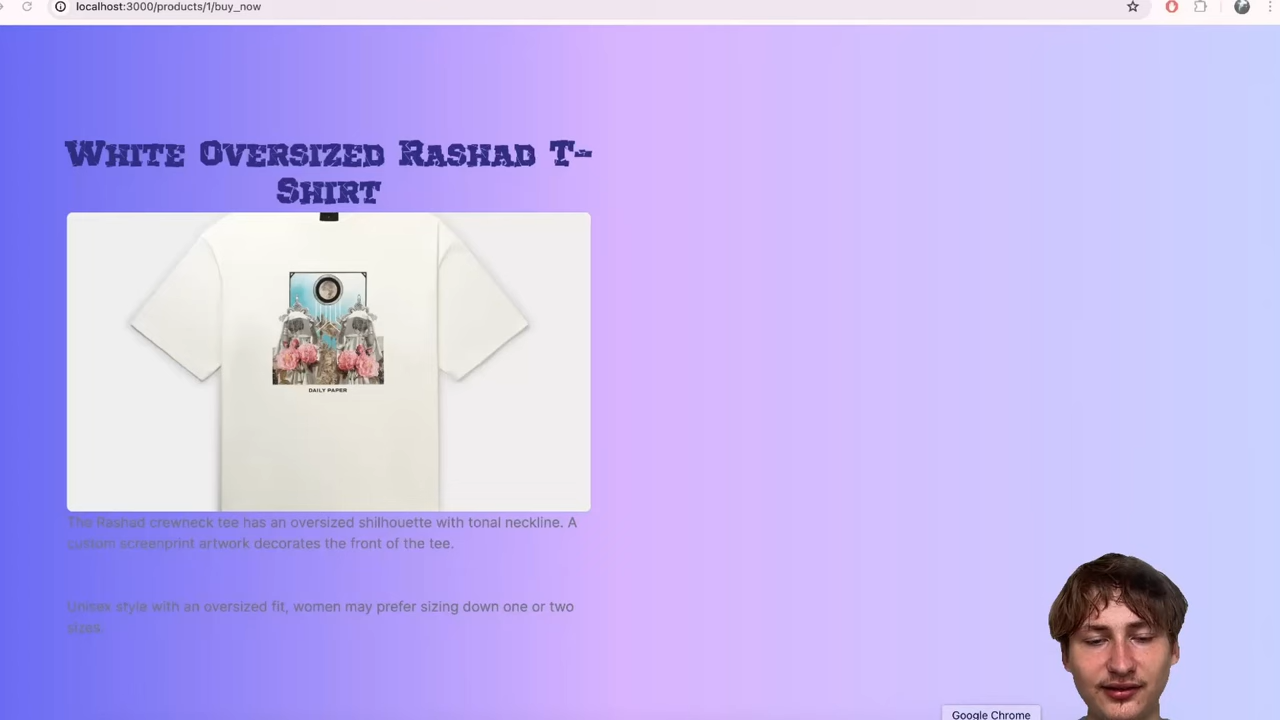 localhost:3000/products/1/buy_now
White Oversized Rashad T-
Shirt
DAILY PAPER
The Rashad crewneck tee has an oversized shilhouette with tonal neckline. A
custom screenprint artwork decorates the front of the tee.
Unisex style with an oversized fit, women may prefer sizing down one or two
sizes.
Google Chrome